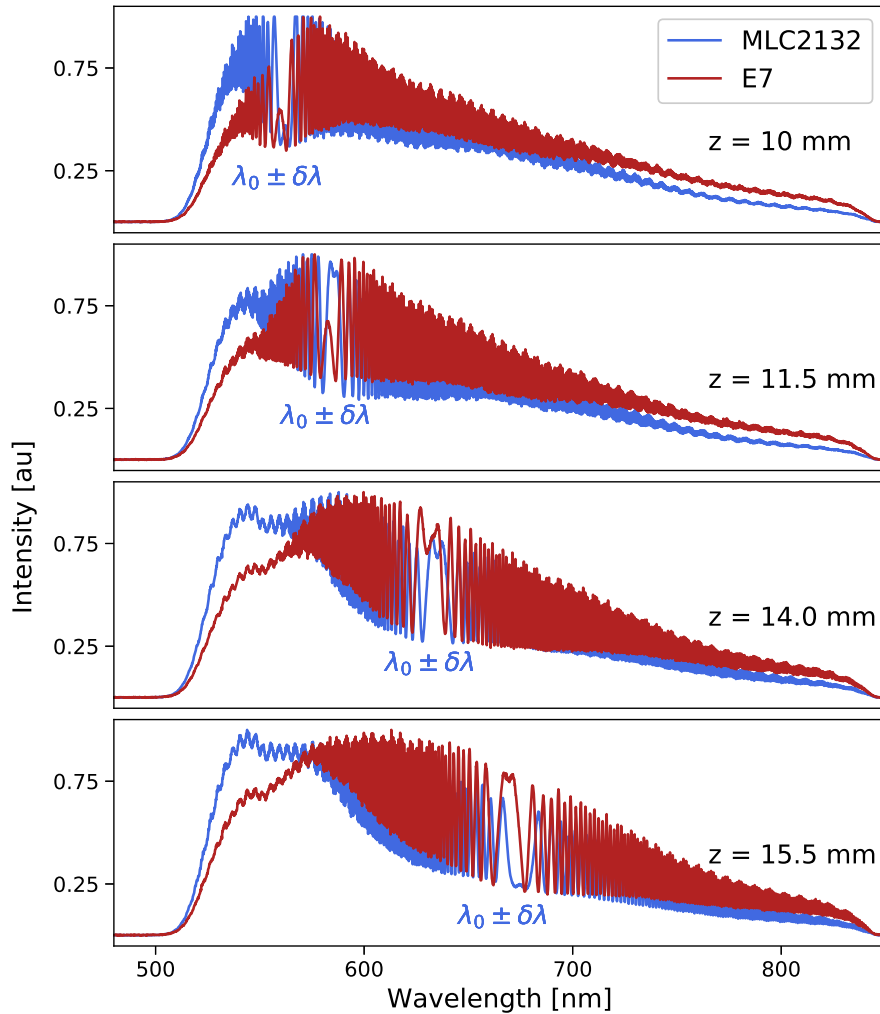 MLC2132
E7
0.75
0.25
z = 10 mm
λ₀ ± δλ
0.75
0.25
z = 11.5 mm
λ₀ ± δλ
0.75
0.25
z = 14.0 mm
λ₀ ± δλ
0.75
0.25
z = 15.5 mm
λ₀ ± δλ
500 600 700 800
Wavelength [nm]
Intensity [au]